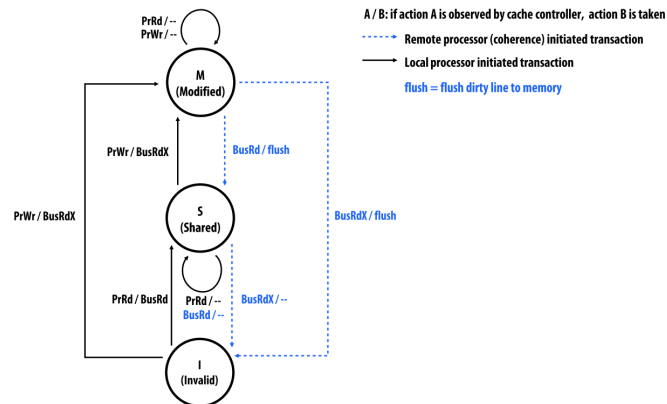 A / B: if action A is observed by cache controller, action B is taken
Remote processor (coherence) initiated transaction
Local processor initiated transaction
flush = flush dirty line to memory
PrRd / --
PrWr / --
M
(Modified)
PrWr / BusRdX
BusRd / flush
PrWr / BusRdX
BusRdX / flush
S
(Shared)
PrRd / BusRd
PrRd / --
BusRd / --
BusRdX / --
I
(Invalid)